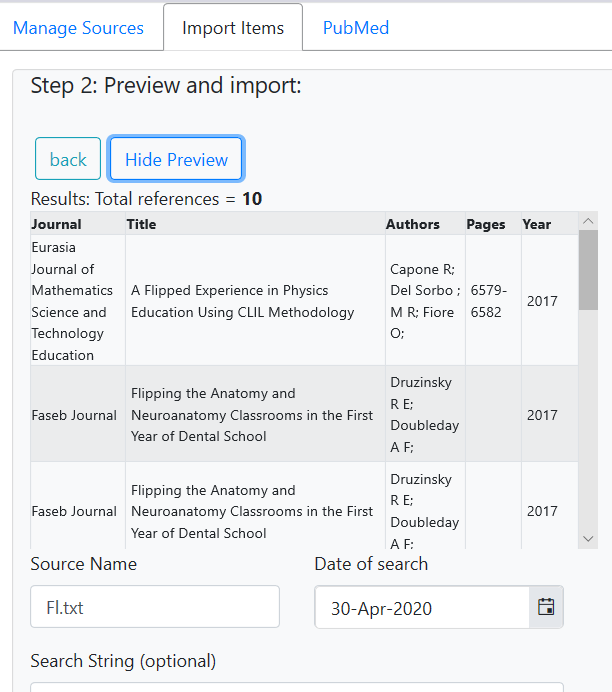 Manage Sources Import Items PubMed
Step 2: Preview and import:
back Hide Preview
Results: Total references = 10
Journal Title Authors Pages Year
Eurasia
Journal of
Mathematics
Science and
Technology
Education
A Flipped Experience in Physics
Education Using CLIL Methodology
Capone R;
Del Sorbo ;
M R; Fiore
O;
6579-
6582
2017
Faseb Journal
Flipping the Anatomy and
Neuroanatomy Classrooms in the First
Year of Dental School
Druzinsky
R E;
Doubleday
A F;
2017
Faseb Journal
Flipping the Anatomy and
Neuroanatomy Classrooms in the First
Year of Dental School
Druzinsky
R E;
Doubleday
A F;
2017
Source Name Date of search
Fl.txt 30-Apr-2020
Search String (optional)